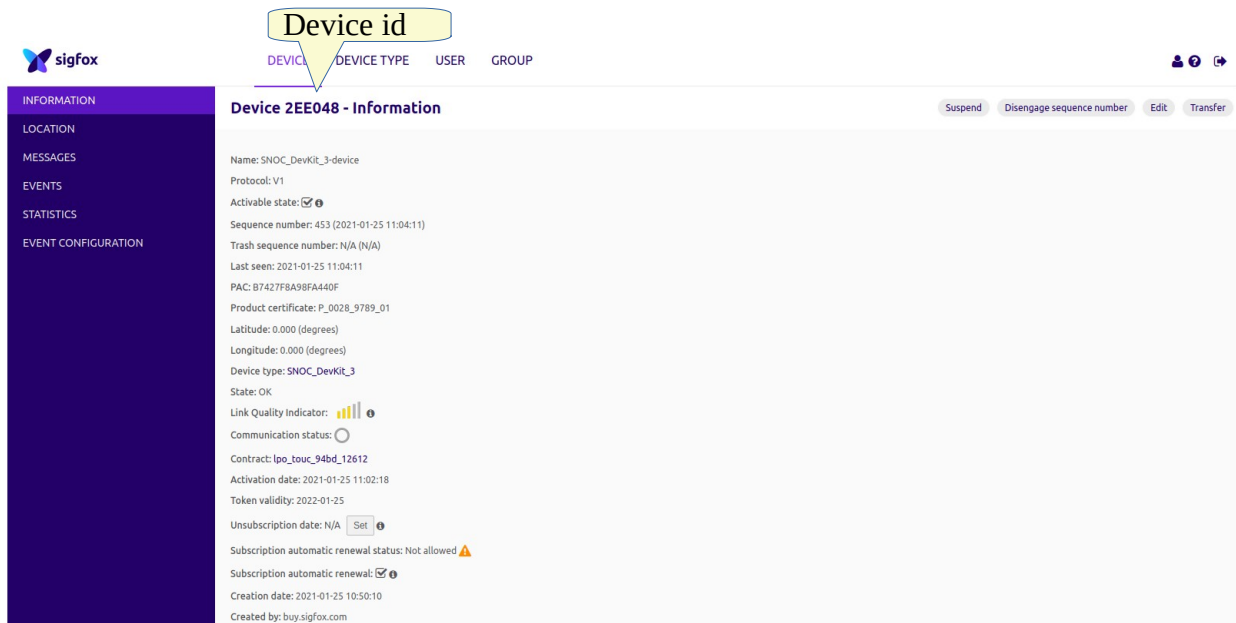 Device id
sigfox
DEVICE DEVICE TYPE USER GROUP
INFORMATION
LOCATION
MESSAGES
EVENTS
STATISTICS
EVENT CONFIGURATION
Device 2EE048 - Information
Suspend Disengage sequence number Edit Transfer
Name: SNOC_DevKit_3-device
Protocol: V1
Activable state:
Sequence number: 453 (2021-01-25 11:04:11)
Trash sequence number: N/A (N/A)
Last seen: 2021-01-25 11:04:11
PAC: B7427F8A98FA440F
Product certificate: P_0028_9789_01
Latitude: 0.000 (degrees)
Longitude: 0.000 (degrees)
Device type: SNOC_DevKit_3
State: OK
Link Quality Indicator:
Communication status:
Contract: lpo_touc_94bd_12612
Activation date: 2021-01-25 11:02:18
Token validity: 2022-01-25
Unsubscription date: N/A Set
Subscription automatic renewal status: Not allowed
Subscription automatic renewal:
Creation date: 2021-01-25 10:50:10
Created by: buy.sigfox.com